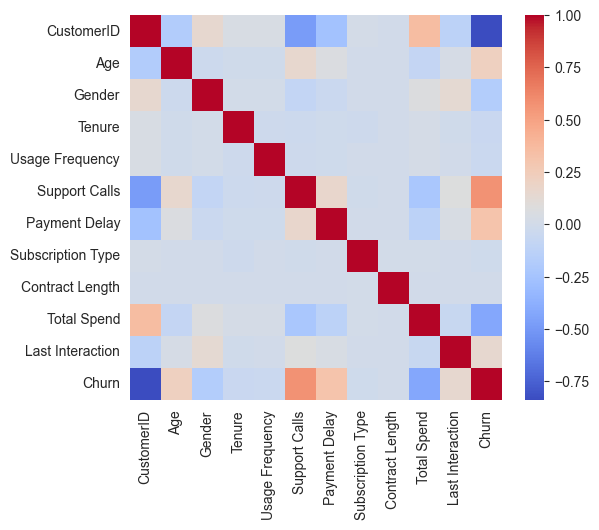 CustomerID
Age
Gender
Tenure
Usage Frequency
Support Calls
Payment Delay
Subscription Type
Contract Length
Total Spend
Last Interaction
Churn
CustomerID
Age
Gender
Tenure
Usage Frequency
Support Calls
Payment Delay
Subscription Type
Contract Length
Total Spend
Last Interaction
Churn
1.00
0.75
0.50
0.25
0.00
−0.25
−0.50
−0.75